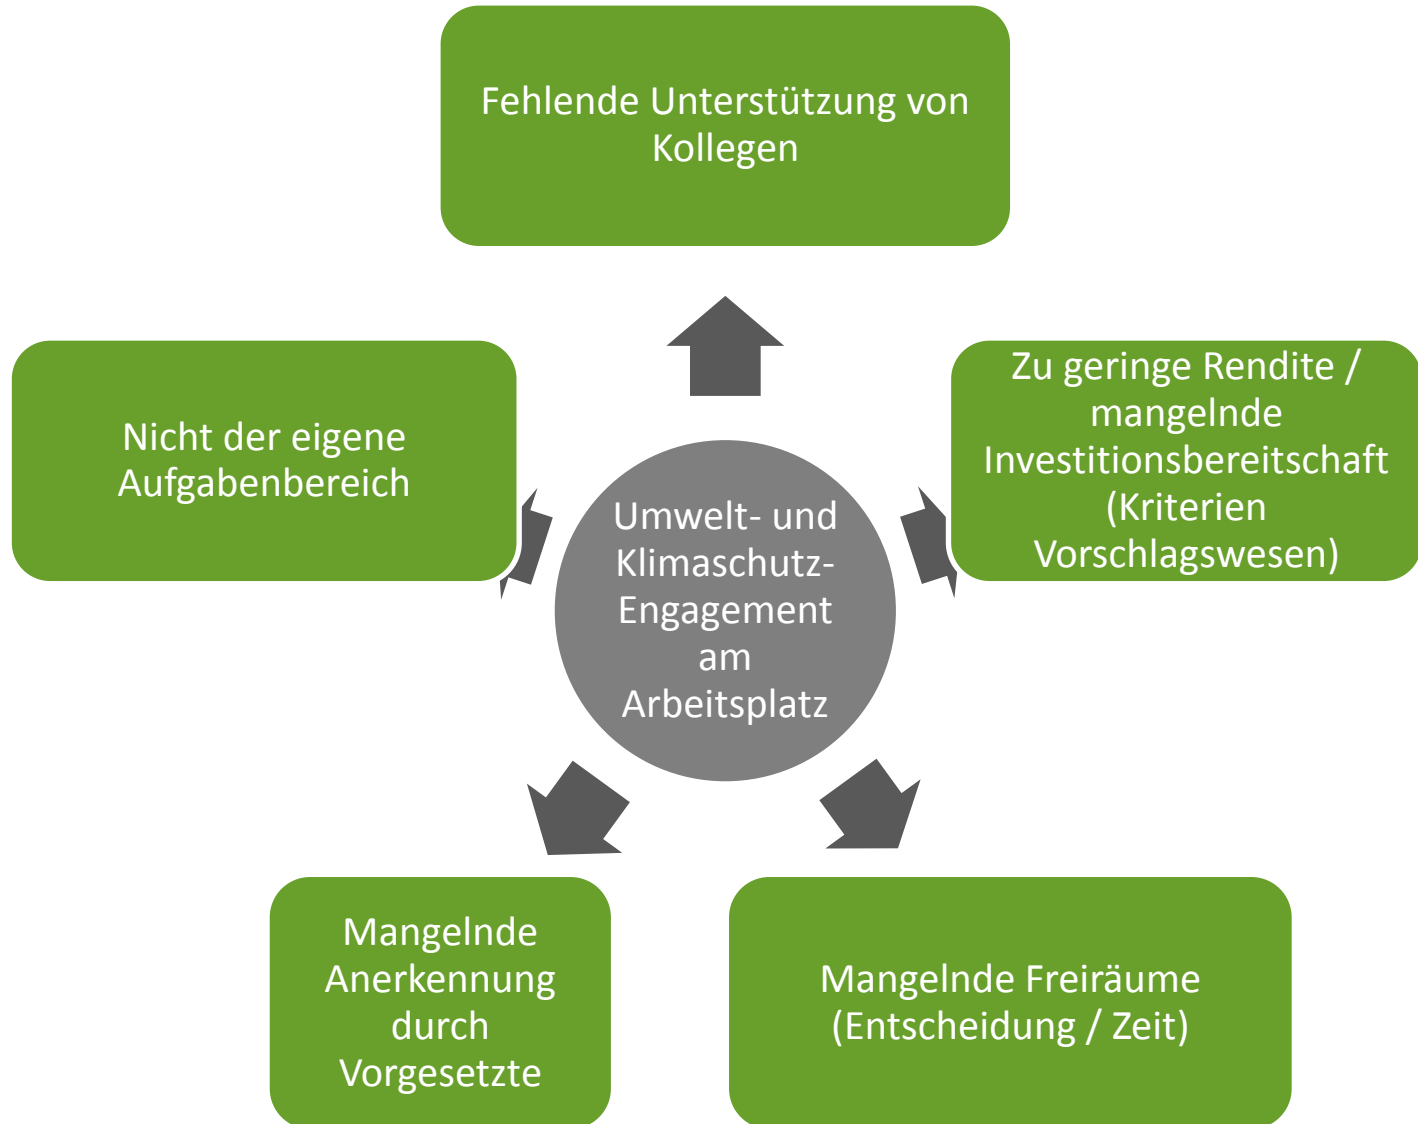 Fehlende Unterstützung von
Kollegen
Nicht der eigene
Aufgabenbereich
Zu geringe Rendite /
mangelnde
Investitionsbereitschaft
(Kriterien
Vorschlagswesen)
Umwelt- und
Klimaschutz-
Engagement
am
Arbeitsplatz
Mangelnde
Anerkennung
durch
Vorgesetzte
Mangelnde Freiräume
(Entscheidung / Zeit)